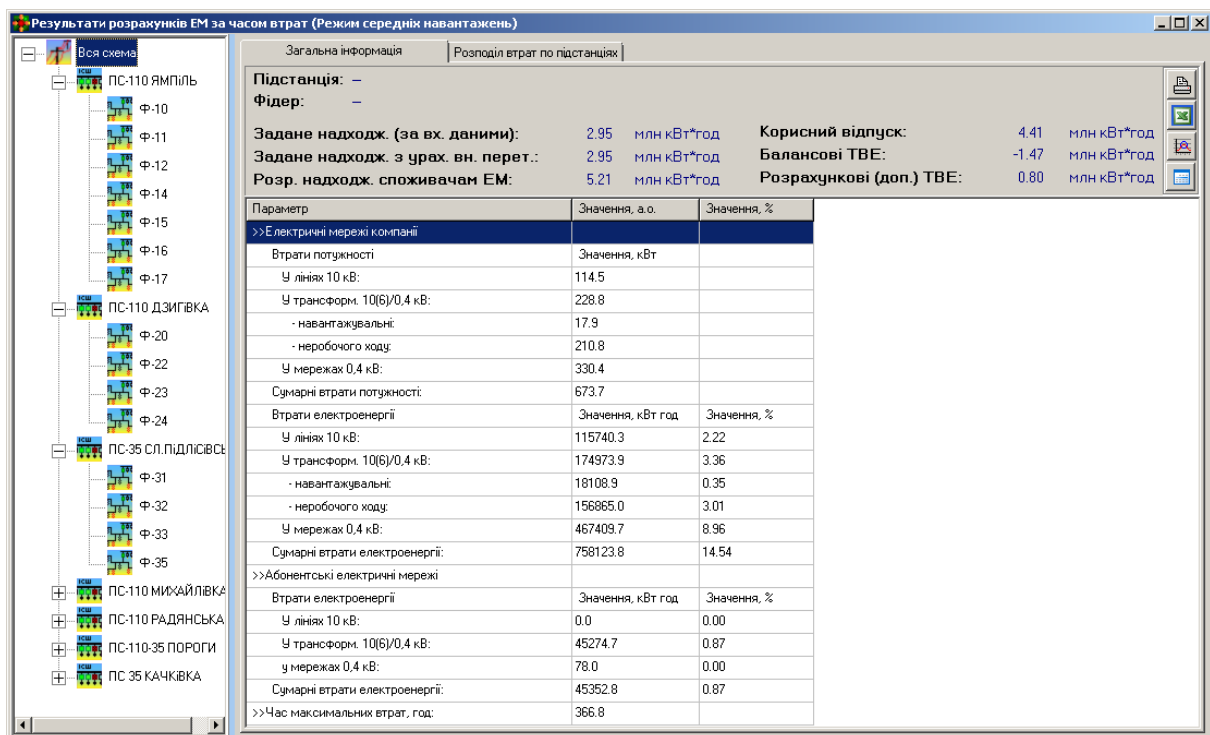 Результати розрахунків ЕМ за часом втрат (Режим середніх навантажень)
Вся схема
ПС-110 ЯМПІЛЬ
Ф-10
Ф-11
Ф-12
Ф-14
Ф-15
Ф-16
Ф-17
ПС-110 ДЗИГІВКА
Ф-20
Ф-22
Ф-23
Ф-24
ПС-35 СЛ.ПІДЛІСІВСЬ
Ф-31
Ф-32
Ф-33
Ф-35
ПС-110 МИХАЙЛІВКА
ПС-110 РАДЯНСЬКА
ПС-110-35 ПОРОГИ
ПС 35 КАЧКІВКА
Загальна інформація Розподіл втрат по підстанціях
Підстанція: –
Фідер: –
Задане надходж. (за вх. даними): 2.95 млн кВт*год Корисний відпуск: 4.41 млн кВт*год
Задане надходж. з урах. вн. перет.: 2.95 млн кВт*год Балансові ТВЕ: -1.47 млн кВт*год
Розр. надходж. споживачам ЕМ: 5.21 млн кВт*год Розрахункові (доп.) ТВЕ: 0.80 млн кВт*год
Параметр Значення, а.о. Значення, %
>>Електричні мережі компанії
Втрати потужності Значення, кВт
У лініях 10 кВ: 114.5
У трансформ. 10(6)/0,4 кВ: 228.8
- навантажувальні: 17.9
- неробочого ходу: 210.8
У мережах 0,4 кВ: 330.4
Сумарні втрати потужності: 673.7
Втрати електроенергії Значення, кВт год Значення, %
У лініях 10 кВ: 115740.3 2.22
У трансформ. 10(6)/0,4 кВ: 174973.9 3.36
- навантажувальні: 18108.9 0.35
- неробочого ходу: 156865.0 3.01
У мережах 0,4 кВ: 467409.7 8.96
Сумарні втрати електроенергії: 758123.8 14.54
>>Абонентські електричні мережі
Втрати електроенергії Значення, кВт год Значення, %
У лініях 10 кВ: 0.0 0.00
У трансформ. 10(6)/0,4 кВ: 45274.7 0.87
у мережах 0,4 кВ: 78.0 0.00
Сумарні втрати електроенергії: 45352.8 0.87
>>Час максимальних втрат, год: 366.8